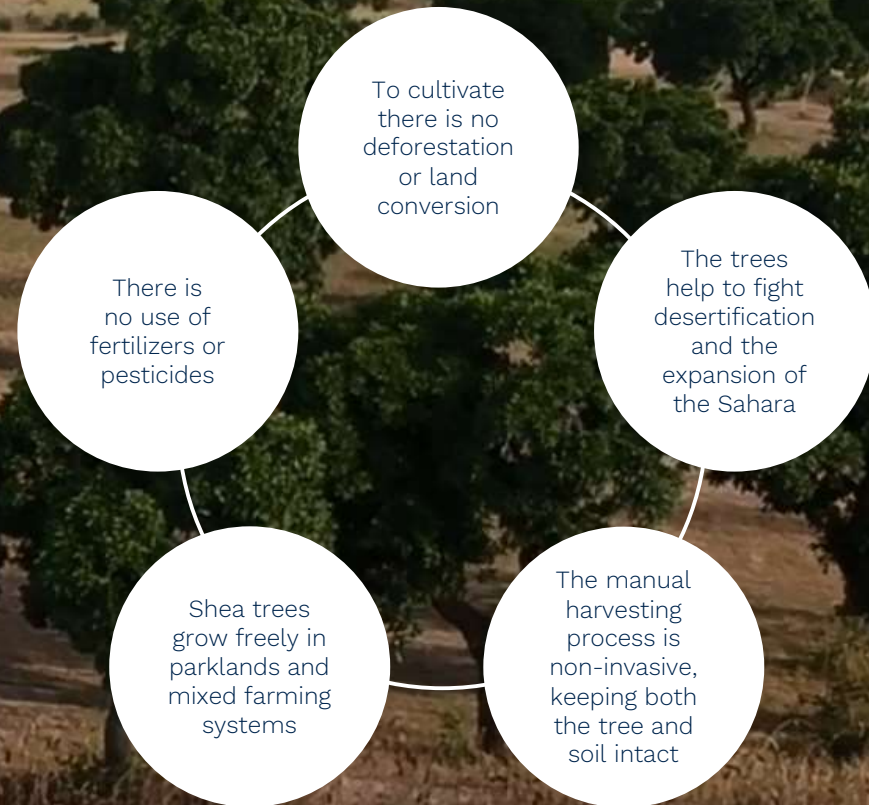 To cultivate
there is no
deforestation
or land
conversion
The trees
help to fight
desertification
and the
expansion of
the Sahara
The manual
harvesting
process is
non-invasive,
keeping both
the tree and
soil intact
Shea trees
grow freely in
parklands and
mixed farming
systems
There is
no use of
fertilizers or
pesticides